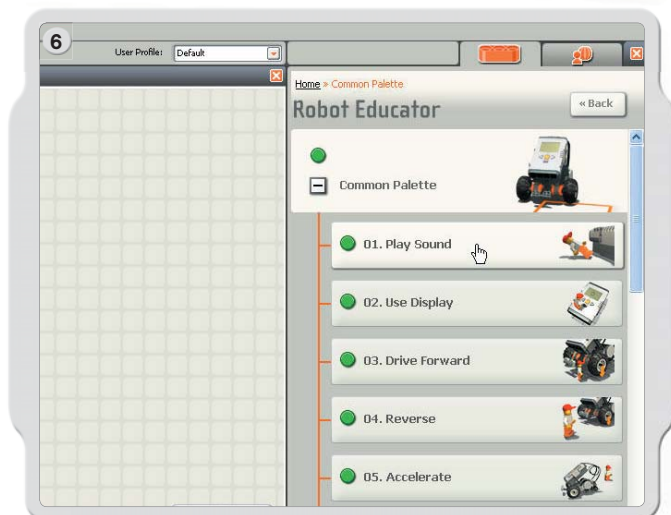 6
User Profile: Default
Home » Common Palette
Robot Educator
« Back
Common Palette
01. Play Sound
02. Use Display
03. Drive Forward
04. Reverse
05. Accelerate